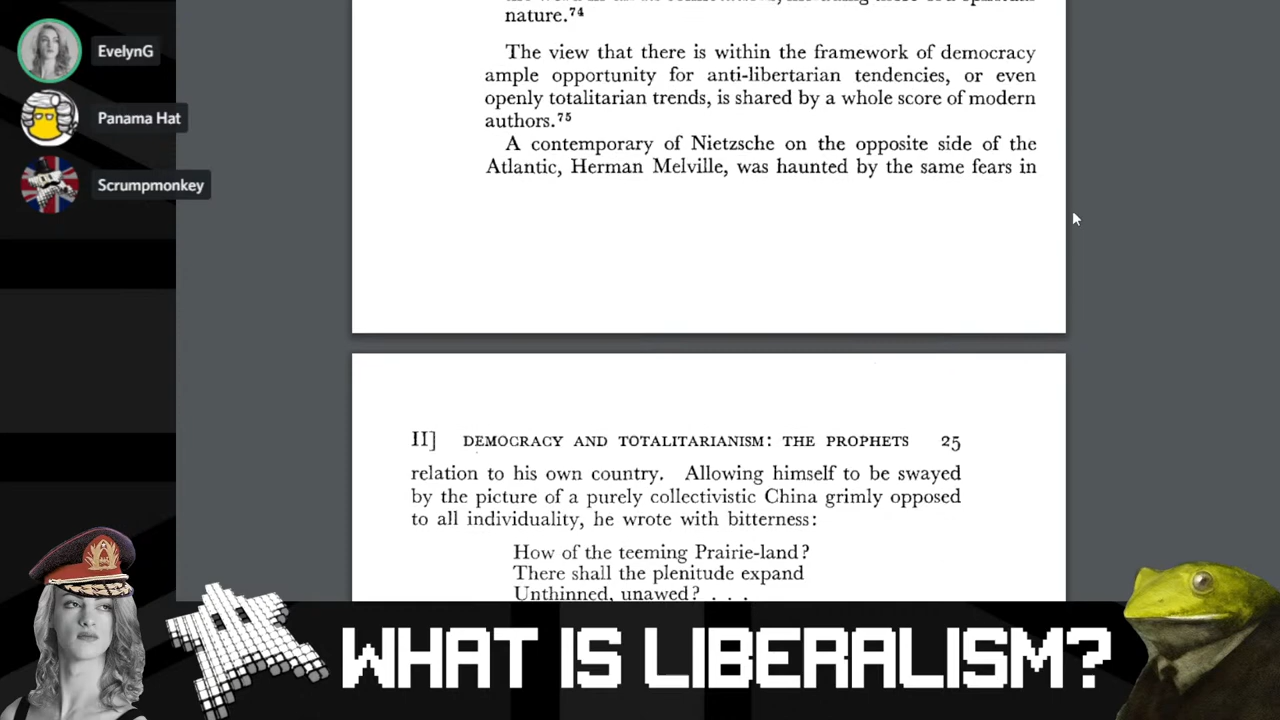 EvelynG
Panama Hat
Scrumpmonkey
nature.⁷⁴
The view that there is within the framework of democracy
ample opportunity for anti-libertarian tendencies, or even
openly totalitarian trends, is shared by a whole score of modern
authors.⁷⁵
A contemporary of Nietzsche on the opposite side of the
Atlantic, Herman Melville, was haunted by the same fears in
II] DEMOCRACY AND TOTALITARIANISM: THE PROPHETS 25
relation to his own country. Allowing himself to be swayed
by the picture of a purely collectivistic China grimly opposed
to all individuality, he wrote with bitterness:
How of the teeming Prairie-land?
There shall the plenitude expand
Unthinned, unawed? . . .
WHAT IS LIBERALISM?